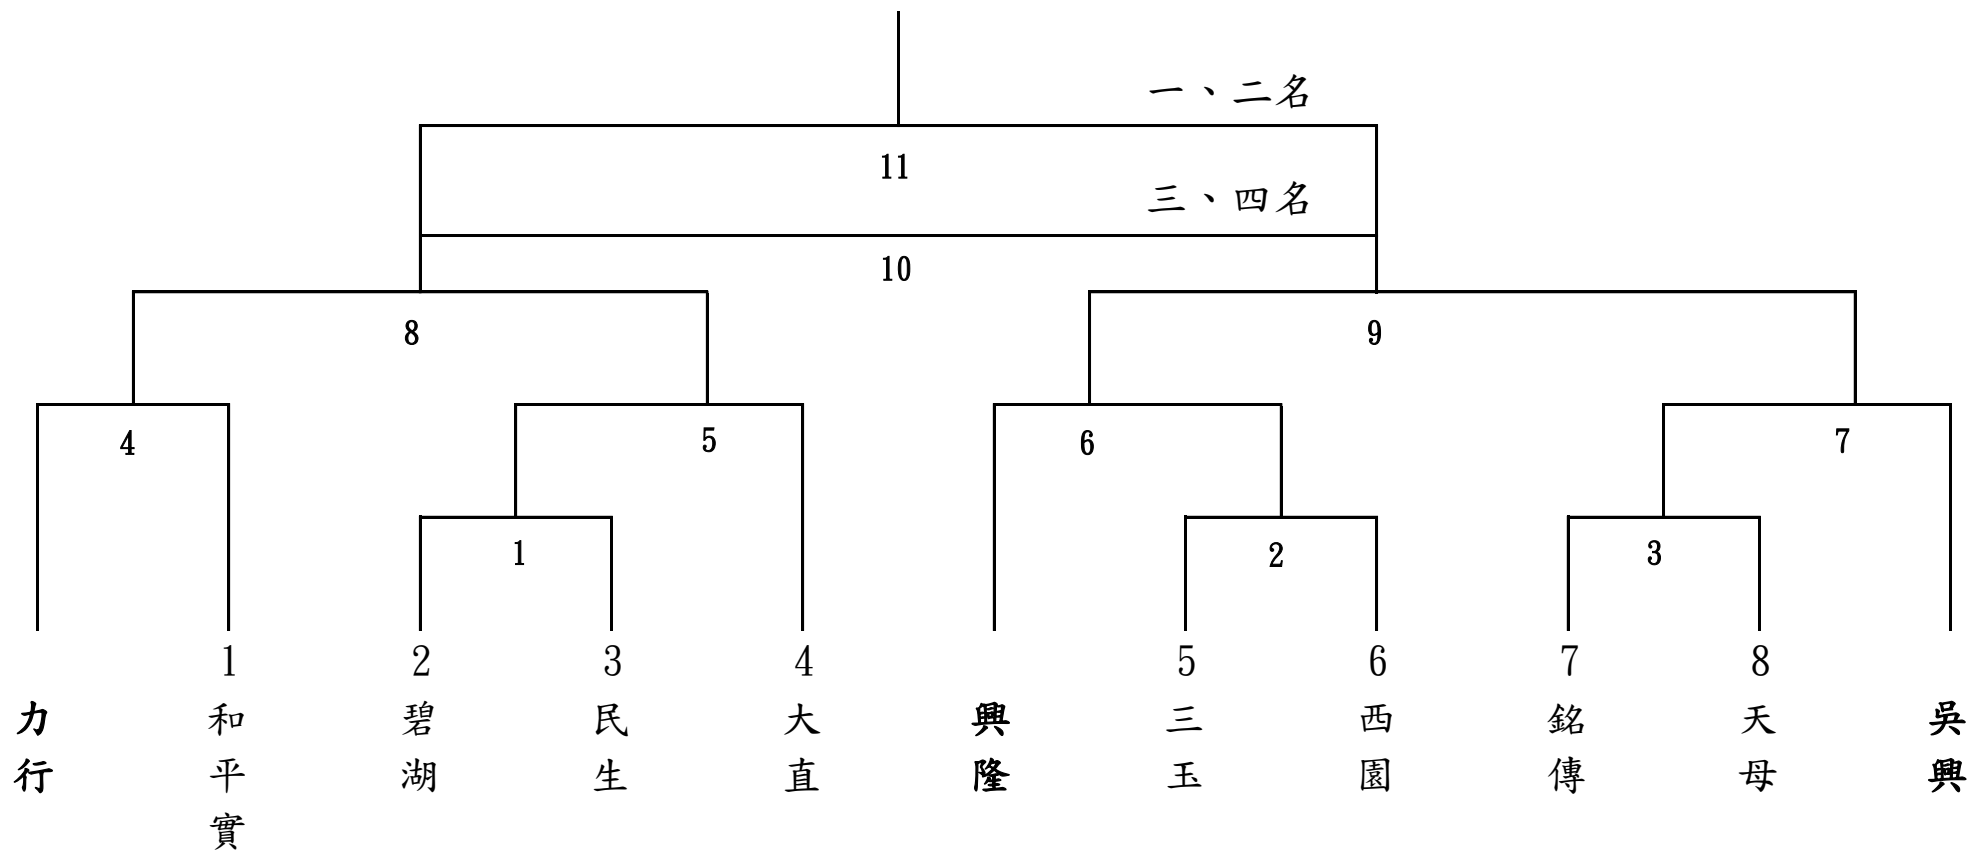 一、二名
11
三、四名
10
8
9
4
5
6
7
1
2
3
力行
1 和平實
2 碧湖
3 民生
4 大直
興隆
5 三玉
6 西園
7 銘傳
8 天母
吳興